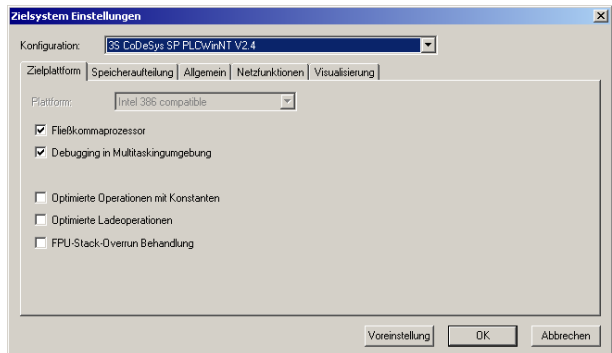 Zielsystem Einstellungen
Konfiguration: 3S CoDeSys SP PLCWinNT V2.4
Zielplattform Speicheraufteilung Allgemein Netzfunktionen Visualisierung
Plattform: Intel 386 compatible
Fließkommaprozessor
Debugging in Multitaskingumgebung
Optimierte Operationen mit Konstanten
Optimierte Ladeoperationen
FPU-Stack-Overrun Behandlung
Voreinstellung OK Abbrechen